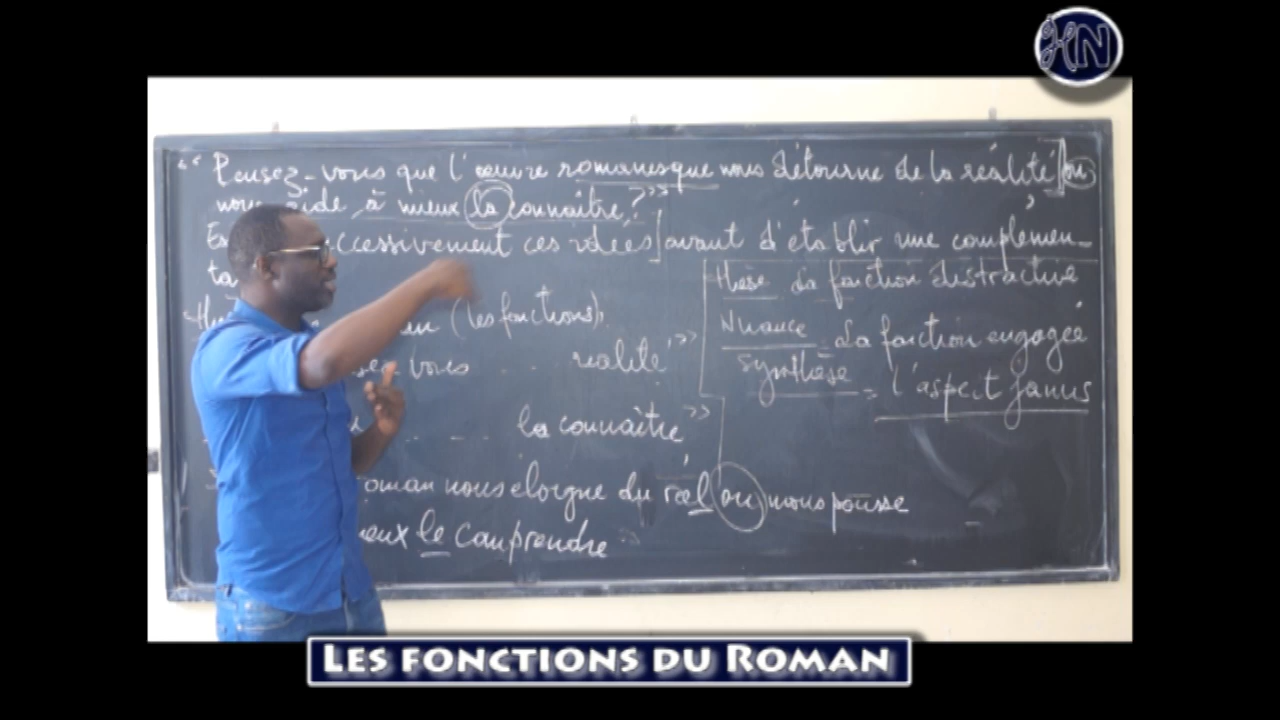 HN
" Pensez-vous que l'œuvre romanesque nous détourne de la réalité] ou
nous aide à mieux la connaître ? "
successivement ces idées] avant d'établir une complémen-
ta
thèse La fonction distractive
(les fonctions)
Nuance La fonction engagée
vous .. réalité "
synthèse = l'aspect janus
.... la connaître "
roman nous éloigne du réel ou nous pousse
mieux le comprendre
LES FONCTIONS DU ROMAN